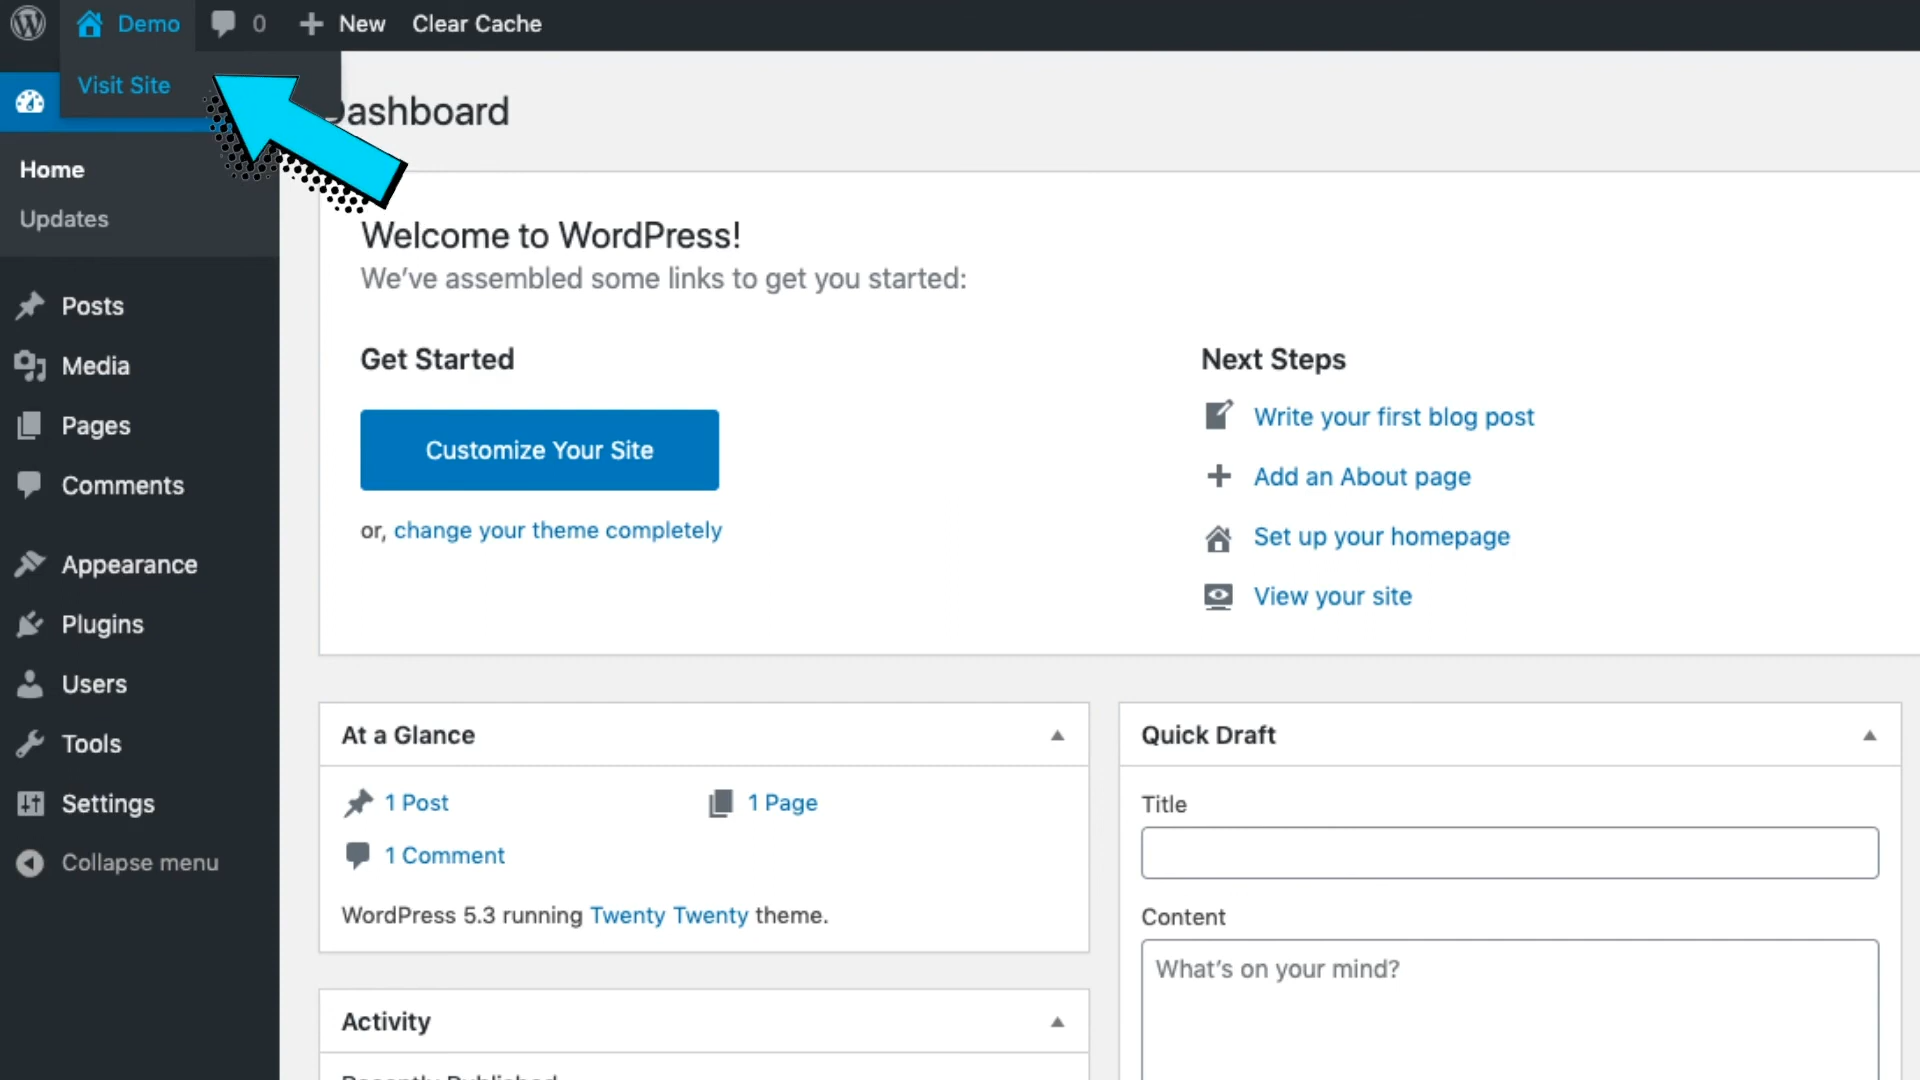 Demo
0
New
Clear Cache
Visit Site
Dashboard
Home
Updates
Posts
Media
Pages
Comments
Appearance
Plugins
Users
Tools
Settings
Collapse menu
Welcome to WordPress!
We've assembled some links to get you started:
Get Started
Customize Your Site
or, change your theme completely
Next Steps
Write your first blog post
Add an About page
Set up your homepage
View your site
At a Glance
1 Post
1 Page
1 Comment
WordPress 5.3 running Twenty Twenty theme.
Activity
Recently Published
Quick Draft
Title
Content
What's on your mind?